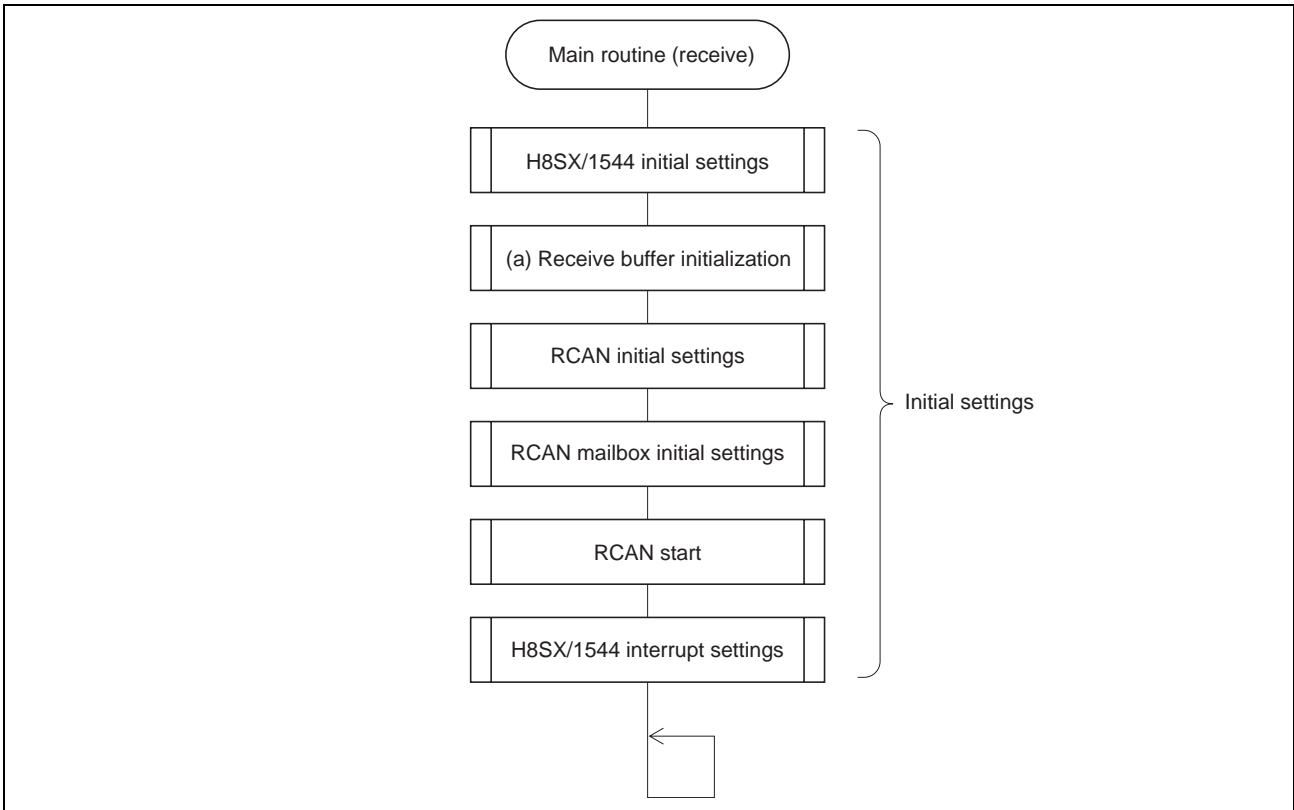 Main routine (receive)
H8SX/1544 initial settings
(a) Receive buffer initialization
RCAN initial settings
RCAN mailbox initial settings
RCAN start
H8SX/1544 interrupt settings
Initial settings